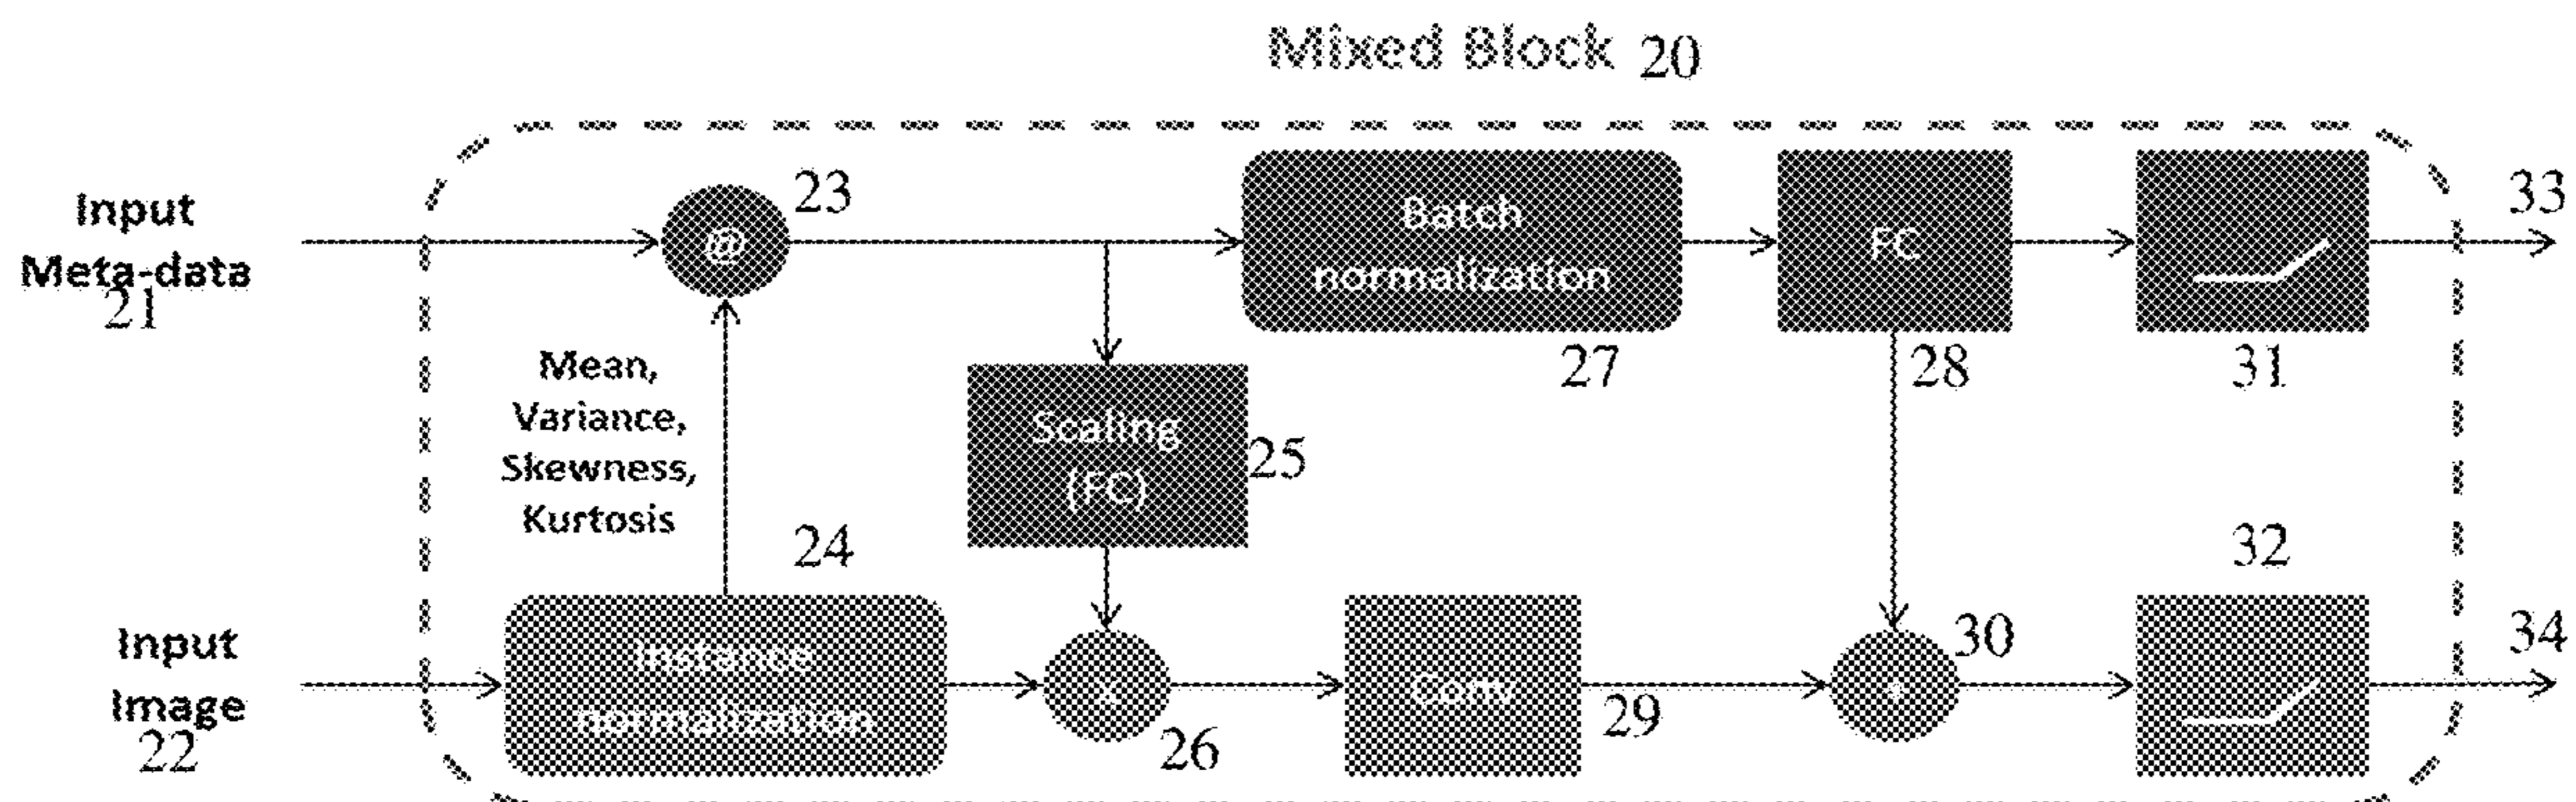 Mixed Block 20
Input
Meta-data
21
@
23
Batch
normalization
27
FC
28
31
33
Mean,
Variance,
Skewness,
Kurtosis
Scaling
(FC)
25
24
Input
Image
22
Instance
normalization
x
26
Conv
29
+
30
32
34